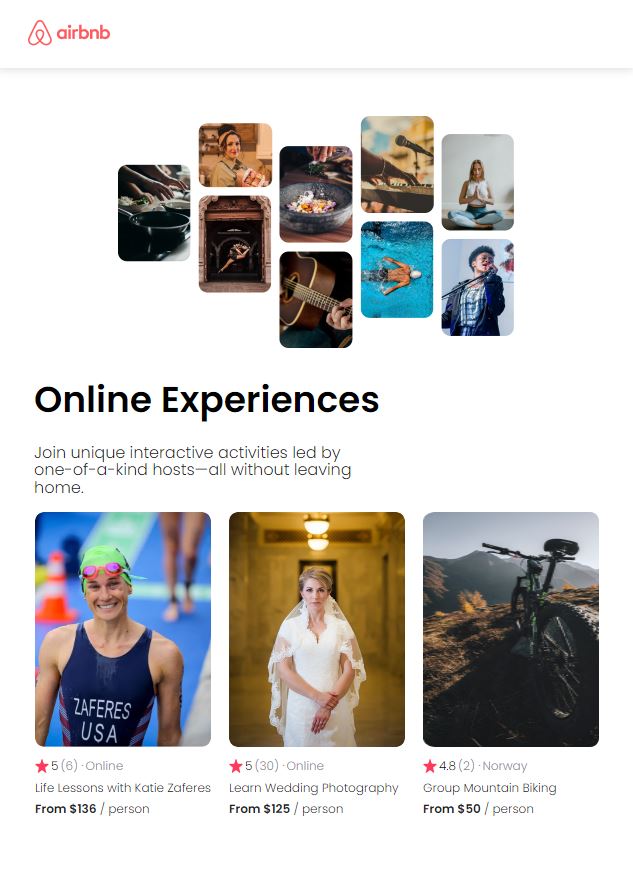 airbnb
Online Experiences
Join unique interactive activities led by
one-of-a-kind hosts—all without leaving
home.
ZAFERES
USA
5 (6) · Online
Life Lessons with Katie Zaferes
From $136 / person
5 (30) · Online
Learn Wedding Photography
From $125 / person
4.8 (2) · Norway
Group Mountain Biking
From $50 / person